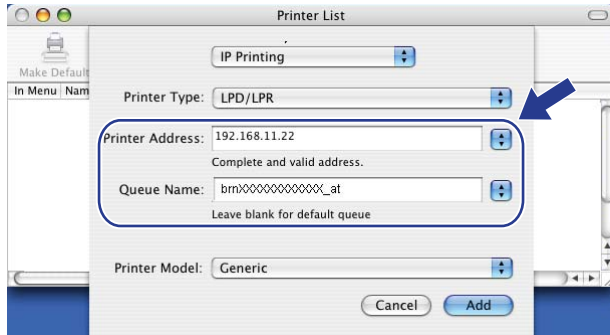 Printer List
IP Printing
Make Default
In Menu Nam
Printer Type: LPD/LPR
Printer Address: 192.168.11.22
Complete and valid address.
Queue Name: brnXXXXXXXXXXXX_at
Leave blank for default queue
Printer Model: Generic
Cancel Add